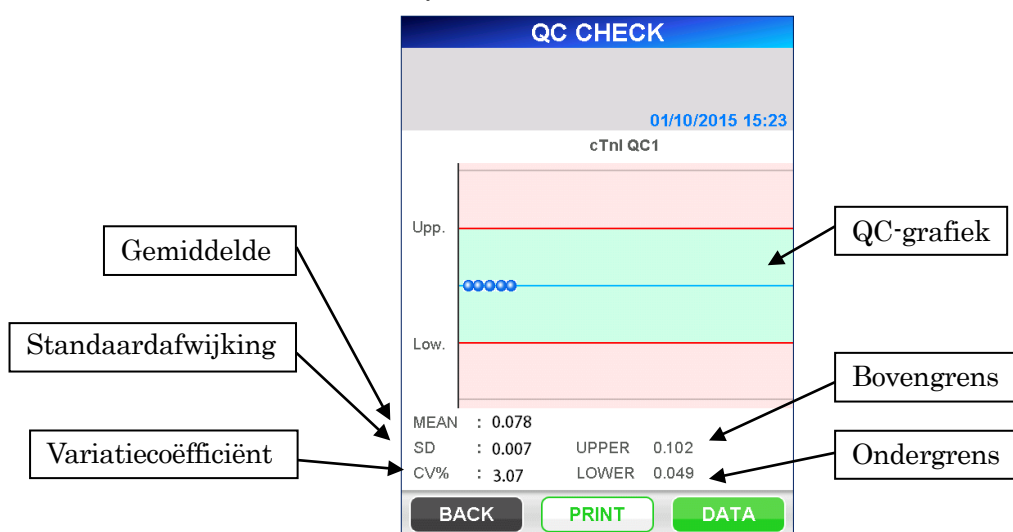 QC CHECK
01/10/2015 15:23
cTnI QC1
Upp.
QC-grafiek
Gemiddelde
Low.
Standaardafwijking
Bovengrens
MEAN : 0.078
SD : 0.007 UPPER 0.102
Variatiecoëfficiënt
CV% : 3.07 LOWER 0.049
Ondergrens
BACK PRINT DATA